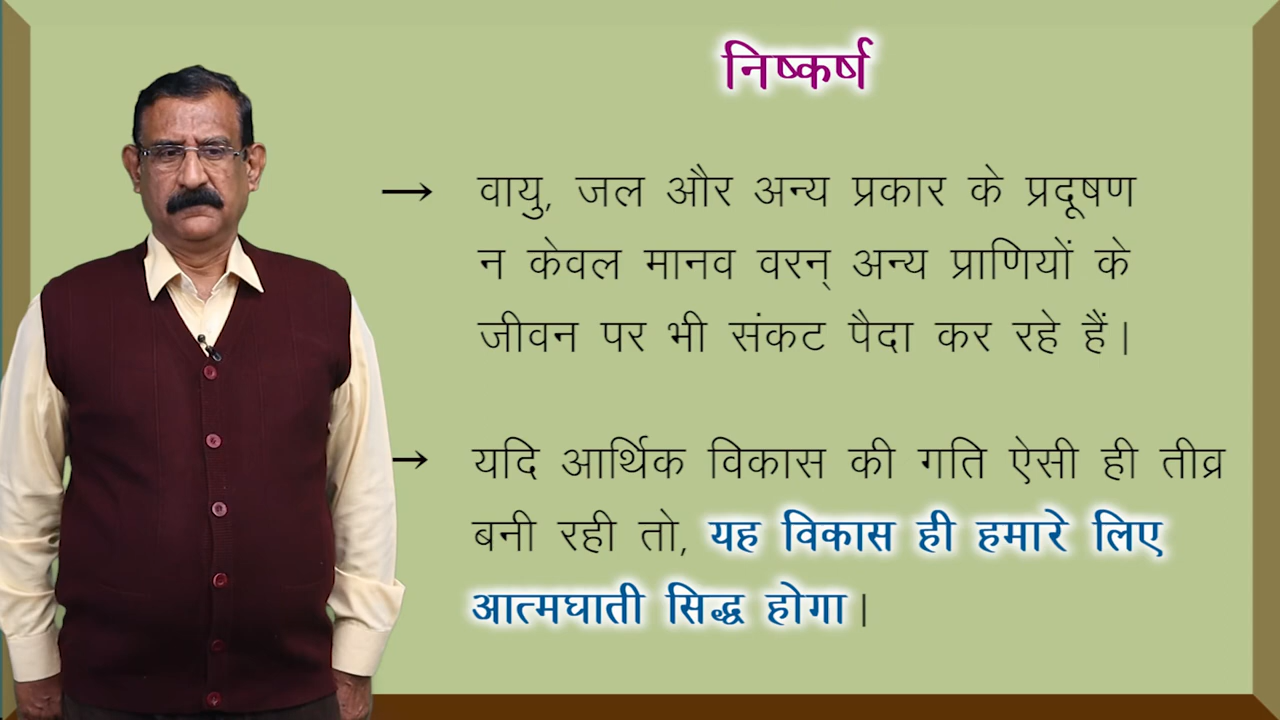 निष्कर्ष
→ वायु, जल और अन्य प्रकार के प्रदूषण
न केवल मानव वरन् अन्य प्राणियों के
जीवन पर भी संकट पैदा कर रहे हैं।
→ यदि आर्थिक विकास की गति ऐसी ही तीव्र
बनी रही तो, यह विकास ही हमारे लिए
आत्मघाती सिद्ध होगा।